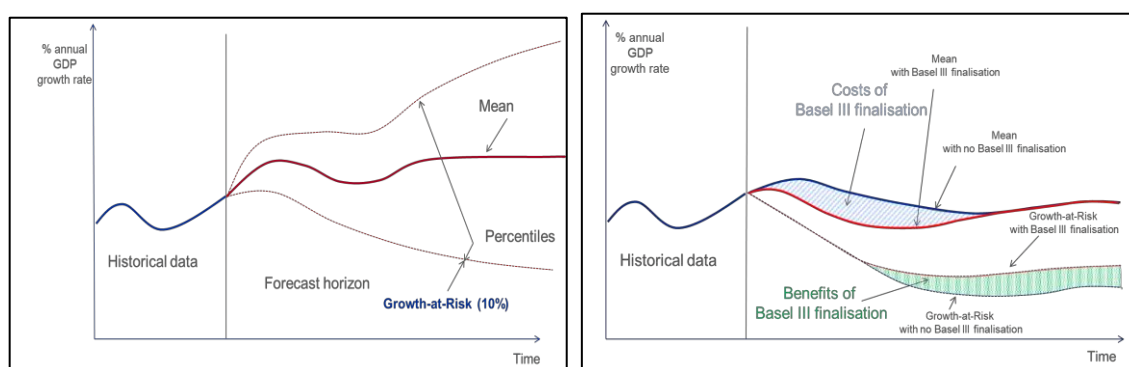 % annual
GDP
growth rate
Mean
Percentiles
Historical data
Forecast horizon
Growth-at-Risk (10%)
Time
% annual
GDP
growth rate
Mean
with Basel III finalisation
Costs of
Basel III finalisation
Mean
with no Basel III finalisation
Growth-at-Risk
with Basel III finalisation
Historical data
Benefits of
Basel III finalisation
Growth-at-Risk
with no Basel III finalisation
Time